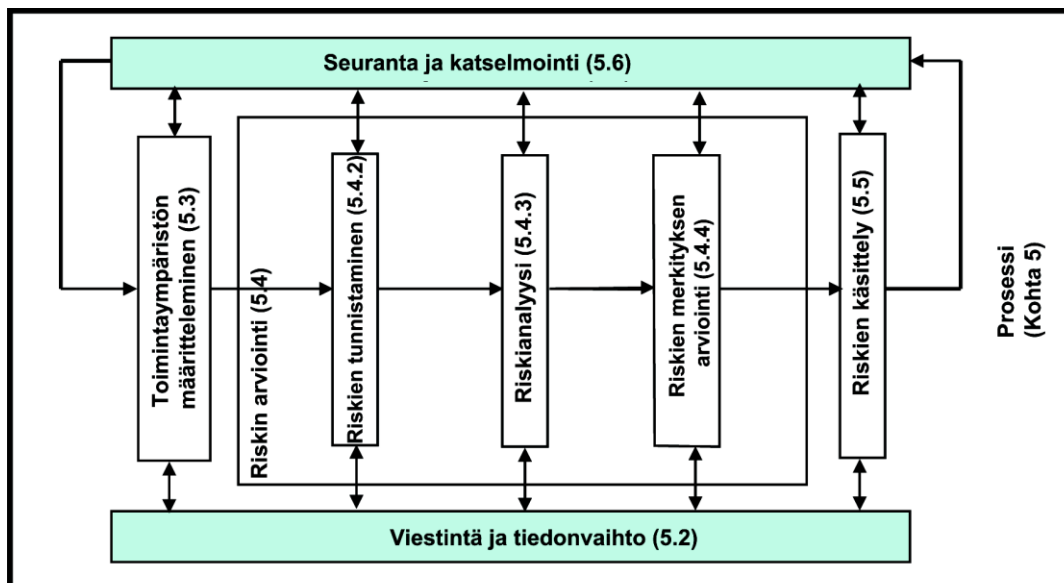 Seuranta ja katselmointi (5.6)
Toimintaympäristön
määritteleminen (5.3)
Riskin arviointi (5.4)
Riskien tunnistaminen (5.4.2)
Riskianalyysi (5.4.3)
Riskien merkityksen
arviointi (5.4.4)
Riskien käsittely (5.5)
Prosessi
(Kohta 5)
Viestintä ja tiedonvaihto (5.2)